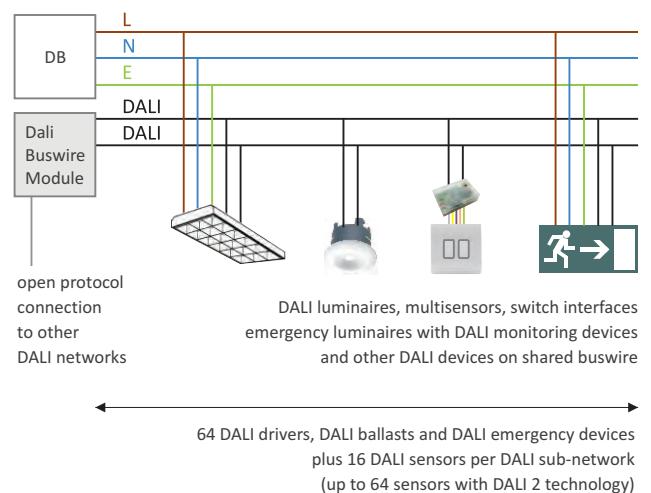 L
DB
N
E
DALI
DALI
Dali
Buswire
Module
open protocol
connection
to other
DALI networks
DALI luminaires, multisensors, switch interfaces
emergency luminaires with DALI monitoring devices
and other DALI devices on shared buswire
64 DALI drivers, DALI ballasts and DALI emergency devices
plus 16 DALI sensors per DALI sub-network
(up to 64 sensors with DALI 2 technology)